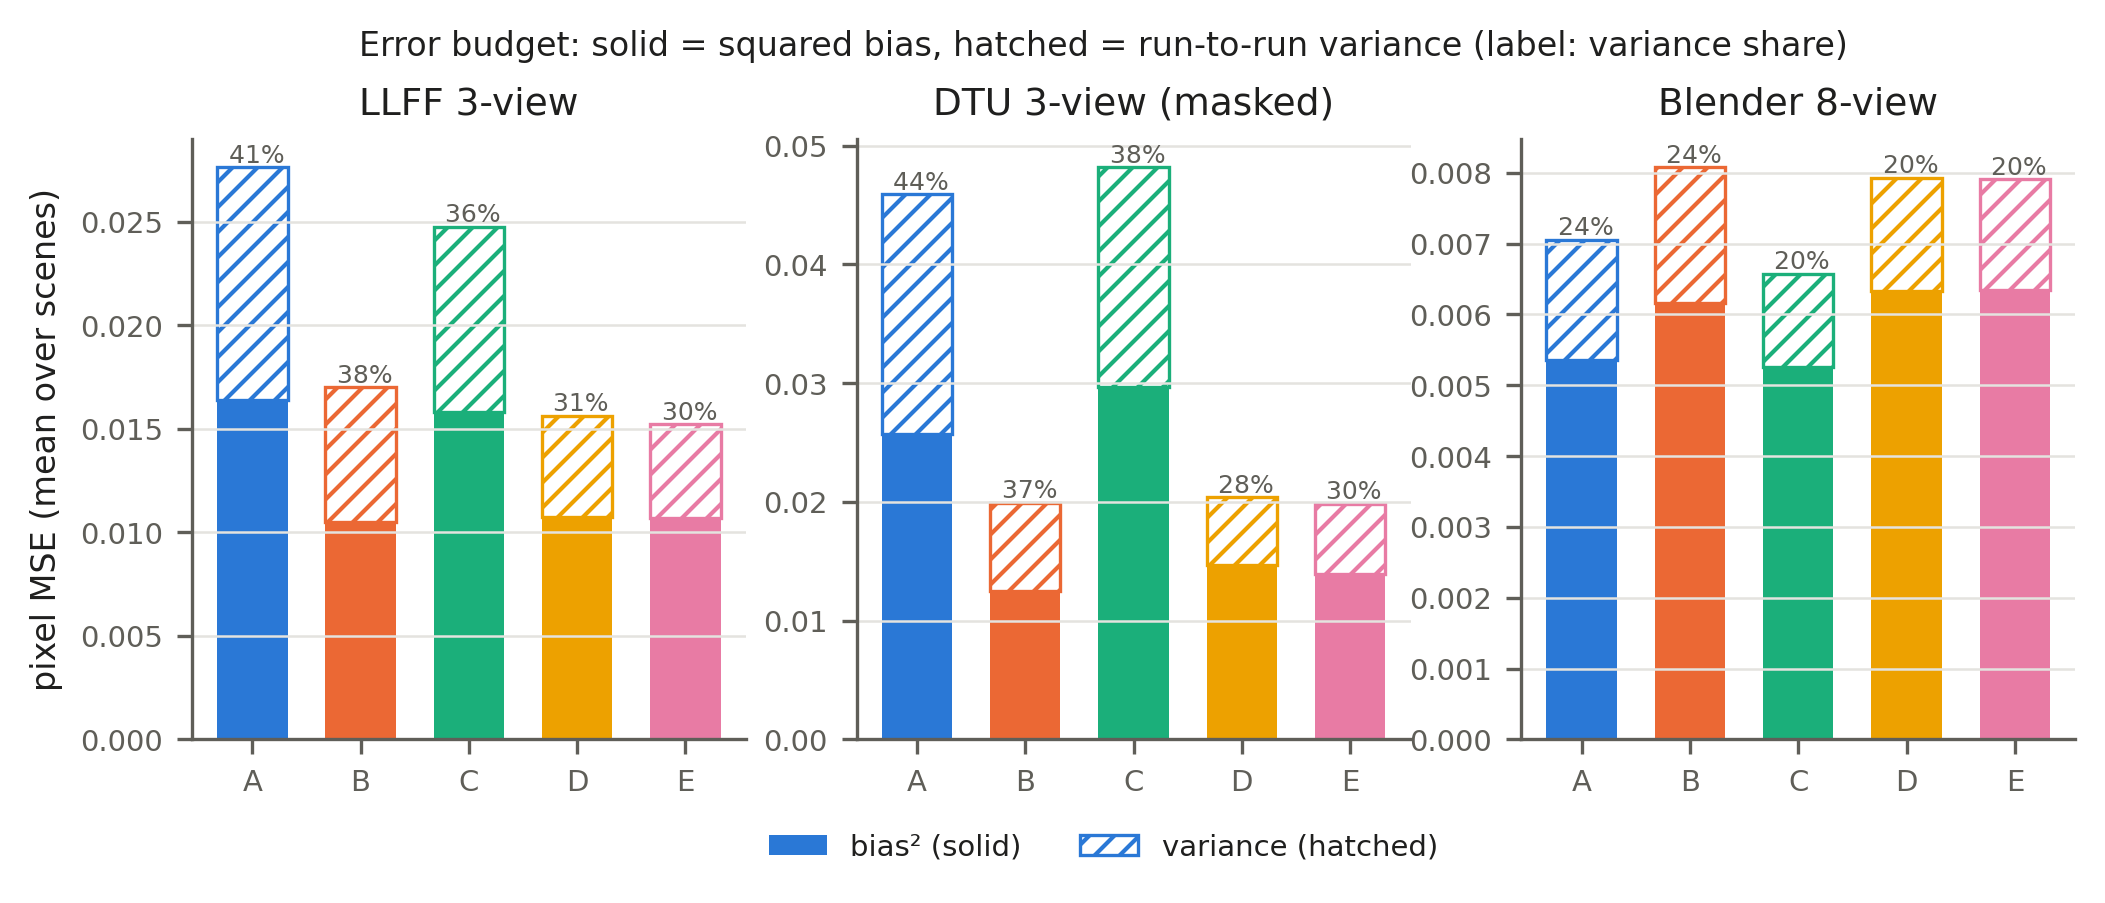 Error budget: solid = squared bias, hatched = run-to-run variance (label: variance share)
LLFF 3-view
DTU 3-view (masked)
Blender 8-view
pixel MSE (mean over scenes)
0.025
0.020
0.015
0.010
0.005
0.000
41%
38%
36%
31%
30%
A
B
C
D
E
0.05
0.04
0.03
0.02
0.01
0.00
44%
37%
38%
28%
30%
A
B
C
D
E
0.008
0.007
0.006
0.005
0.004
0.003
0.002
0.001
0.000
24%
24%
20%
20%
20%
A
B
C
D
E
bias² (solid)
variance (hatched)